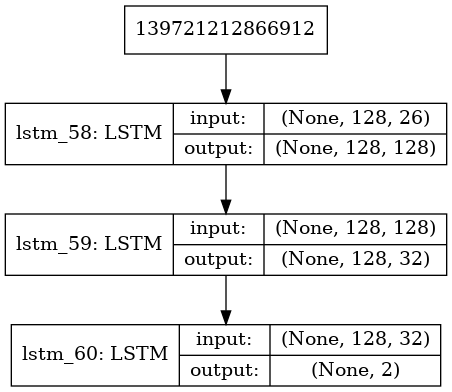 139721212866912
lstm_58: LSTM
input: (None, 128, 26)
output: (None, 128, 128)
lstm_59: LSTM
input: (None, 128, 128)
output: (None, 128, 32)
lstm_60: LSTM
input: (None, 128, 32)
output: (None, 2)